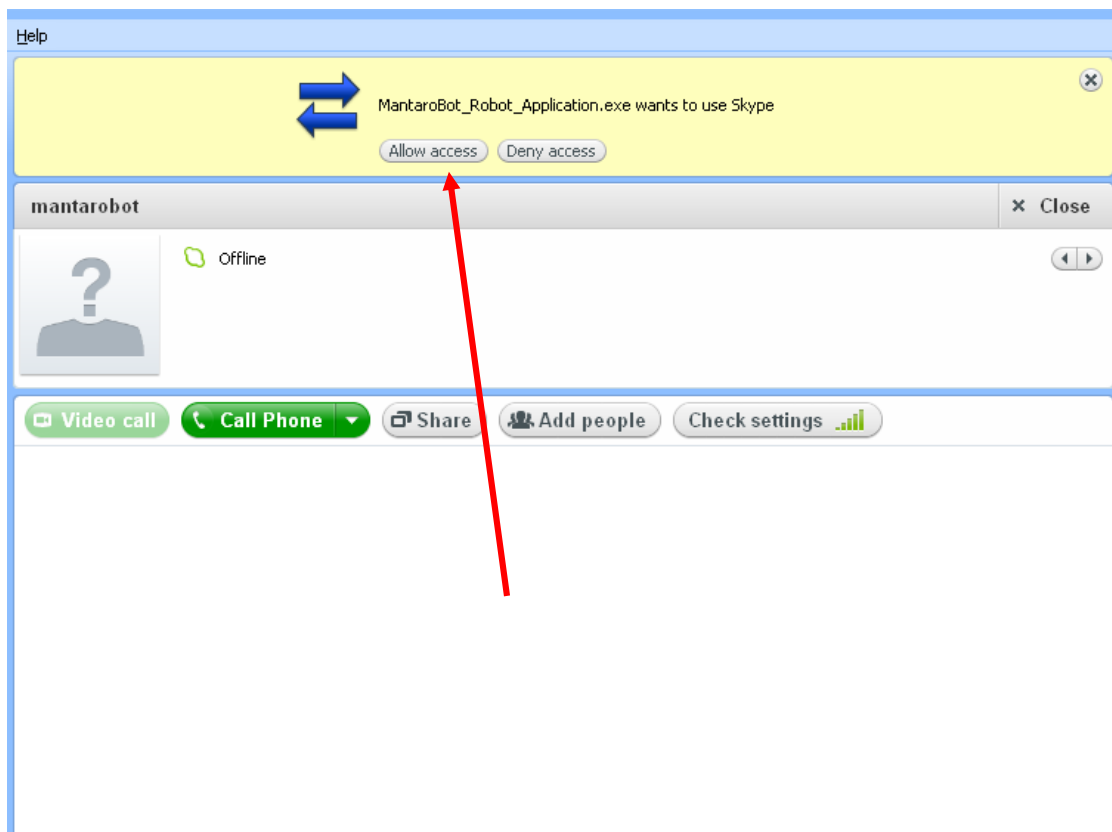 Help
MantaroBot_Robot_Application.exe wants to use Skype
Allow access Deny access
mantarobot
Close
Offline
Video call Call Phone Share Add people Check settings